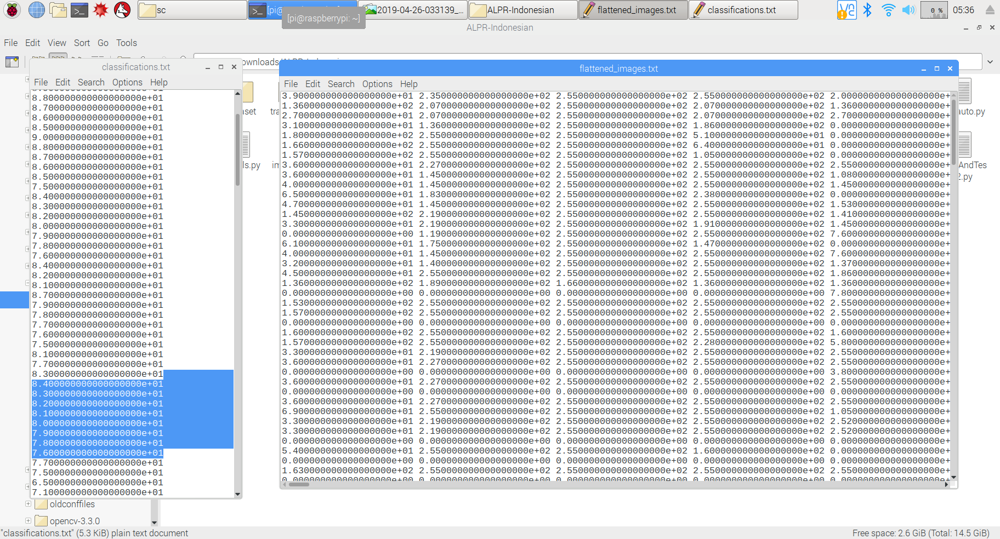 sc
[pi@
2019-04-26-033139_...
ALPR-Indonesian
flattened_images.txt
classifications.txt
0 %
05:36
[pi@raspberrypi: ~]
ALPR-Indonesian
File Edit View Sort Go Tools
ownloads/
classifications.txt
File Edit Search Options Help
8.800000000000000000e+01
8.700000000000000000e+01
8.600000000000000000e+01
8.500000000000000000e+01
9.000000000000000000e+01
8.800000000000000000e+01
8.700000000000000000e+01
8.600000000000000000e+01
8.500000000000000000e+01
7.500000000000000000e+01
8.400000000000000000e+01
8.300000000000000000e+01
8.200000000000000000e+01
8.000000000000000000e+01
7.900000000000000000e+01
7.800000000000000000e+01
7.600000000000000000e+01
8.400000000000000000e+01
8.200000000000000000e+01
8.100000000000000000e+01
8.700000000000000000e+01
7.900000000000000000e+01
7.800000000000000000e+01
7.700000000000000000e+01
7.600000000000000000e+01
7.500000000000000000e+01
8.100000000000000000e+01
7.700000000000000000e+01
8.300000000000000000e+01
8.400000000000000000e+01
8.300000000000000000e+01
8.200000000000000000e+01
8.100000000000000000e+01
8.000000000000000000e+01
7.900000000000000000e+01
7.800000000000000000e+01
7.600000000000000000e+01
7.700000000000000000e+01
7.500000000000000000e+01
6.500000000000000000e+01
7.100000000000000000e+01
flattened_images.txt
File Edit Search Options Help
3.900000000000000000e+01 2.350000000000000000e+02 2.550000000000000000e+02 2.550000000000000000e+02 2.000000000000000000e+
1.360000000000000000e+02 2.070000000000000000e+02 2.550000000000000000e+02 2.070000000000000000e+02 1.360000000000000000e+
2.700000000000000000e+01 2.070000000000000000e+02 2.550000000000000000e+02 2.070000000000000000e+02 2.700000000000000000e+
3.100000000000000000e+01 1.360000000000000000e+02 2.550000000000000000e+02 1.860000000000000000e+02 0.000000000000000000e+
1.800000000000000000e+02 2.550000000000000000e+02 2.550000000000000000e+02 5.100000000000000000e+01 0.000000000000000000e+
1.660000000000000000e+02 2.550000000000000000e+02 2.550000000000000000e+02 6.400000000000000000e+01 0.000000000000000000e+
1.570000000000000000e+02 2.550000000000000000e+02 2.550000000000000000e+02 1.050000000000000000e+02 0.000000000000000000e+
3.600000000000000000e+01 2.270000000000000000e+02 2.550000000000000000e+02 2.550000000000000000e+02 2.550000000000000000e+
3.600000000000000000e+01 1.450000000000000000e+02 2.550000000000000000e+02 2.550000000000000000e+02 1.080000000000000000e+
4.000000000000000000e+01 1.450000000000000000e+02 2.550000000000000000e+02 2.550000000000000000e+02 1.450000000000000000e+
6.500000000000000000e+01 1.830000000000000000e+02 2.550000000000000000e+02 2.380000000000000000e+02 0.000000000000000000e+
4.700000000000000000e+01 1.450000000000000000e+02 2.550000000000000000e+02 2.550000000000000000e+02 1.530000000000000000e+
1.450000000000000000e+02 2.190000000000000000e+02 2.550000000000000000e+02 2.550000000000000000e+02 1.410000000000000000e+
3.300000000000000000e+01 2.190000000000000000e+02 2.550000000000000000e+02 1.910000000000000000e+02 1.450000000000000000e+
0.000000000000000000e+00 1.190000000000000000e+02 2.550000000000000000e+02 2.550000000000000000e+02 7.600000000000000000e+
6.100000000000000000e+01 1.750000000000000000e+02 2.550000000000000000e+02 1.470000000000000000e+02 0.000000000000000000e+
4.000000000000000000e+01 1.450000000000000000e+02 2.550000000000000000e+02 2.550000000000000000e+02 7.600000000000000000e+
3.200000000000000000e+01 1.400000000000000000e+02 2.550000000000000000e+02 2.550000000000000000e+02 1.370000000000000000e+
4.500000000000000000e+01 2.550000000000000000e+02 2.550000000000000000e+02 2.550000000000000000e+02 1.860000000000000000e+
1.360000000000000000e+02 1.890000000000000000e+02 1.660000000000000000e+02 1.360000000000000000e+02 1.360000000000000000e+
0.000000000000000000e+00 0.000000000000000000e+00 0.000000000000000000e+00 0.000000000000000000e+00 7.800000000000000000e+
1.530000000000000000e+02 2.550000000000000000e+02 2.550000000000000000e+02 2.550000000000000000e+02 2.550000000000000000e+
1.570000000000000000e+02 2.550000000000000000e+02 2.550000000000000000e+02 2.550000000000000000e+02 2.550000000000000000e+
0.000000000000000000e+00 0.000000000000000000e+00 0.000000000000000000e+00 0.000000000000000000e+00 0.000000000000000000e+
1.600000000000000000e+02 2.550000000000000000e+02 2.550000000000000000e+02 2.550000000000000000e+02 1.600000000000000000e+
1.570000000000000000e+02 2.550000000000000000e+02 2.550000000000000000e+02 2.280000000000000000e+02 5.800000000000000000e+
3.300000000000000000e+01 2.190000000000000000e+02 2.550000000000000000e+02 2.550000000000000000e+02 2.550000000000000000e+
3.600000000000000000e+01 2.270000000000000000e+02 2.550000000000000000e+02 2.550000000000000000e+02 2.550000000000000000e+
0.000000000000000000e+00 0.000000000000000000e+00 0.000000000000000000e+00 0.000000000000000000e+00 3.800000000000000000e+
3.600000000000000000e+01 2.270000000000000000e+02 2.550000000000000000e+02 2.550000000000000000e+02 2.550000000000000000e+
0.000000000000000000e+00 0.000000000000000000e+00 0.000000000000000000e+00 0.000000000000000000e+00 0.000000000000000000e+
3.600000000000000000e+01 2.270000000000000000e+02 2.550000000000000000e+02 2.550000000000000000e+02 2.550000000000000000e+
6.900000000000000000e+01 2.550000000000000000e+02 2.550000000000000000e+02 2.550000000000000000e+02 1.050000000000000000e+
3.300000000000000000e+01 2.190000000000000000e+02 2.550000000000000000e+02 2.550000000000000000e+02 2.520000000000000000e+
3.300000000000000000e+01 2.190000000000000000e+02 2.550000000000000000e+02 2.550000000000000000e+02 2.520000000000000000e+
0.000000000000000000e+00 0.000000000000000000e+00 0.000000000000000000e+00 0.000000000000000000e+00 0.000000000000000000e+
5.400000000000000000e+01 2.550000000000000000e+02 2.550000000000000000e+02 1.600000000000000000e+02 0.000000000000000000e+
0.000000000000000000e+00 0.000000000000000000e+00 0.000000000000000000e+00 0.000000000000000000e+00 0.000000000000000000e+
1.630000000000000000e+02 2.550000000000000000e+02 2.550000000000000000e+02 2.550000000000000000e+02 2.550000000000000000e+
0.000000000000000000e+00 0.000000000000000000e+00 0.000000000000000000e+00 0.000000000000000000e+00 0.000000000000000000e+
aset
tra
auto.py
ls.py
im
AndTes
2.py
oldconffiles
opencv-3.3.0
"classifications.txt" (5.3 KiB) plain text document
Free space: 2.6 GiB (Total: 14.5 GiB)